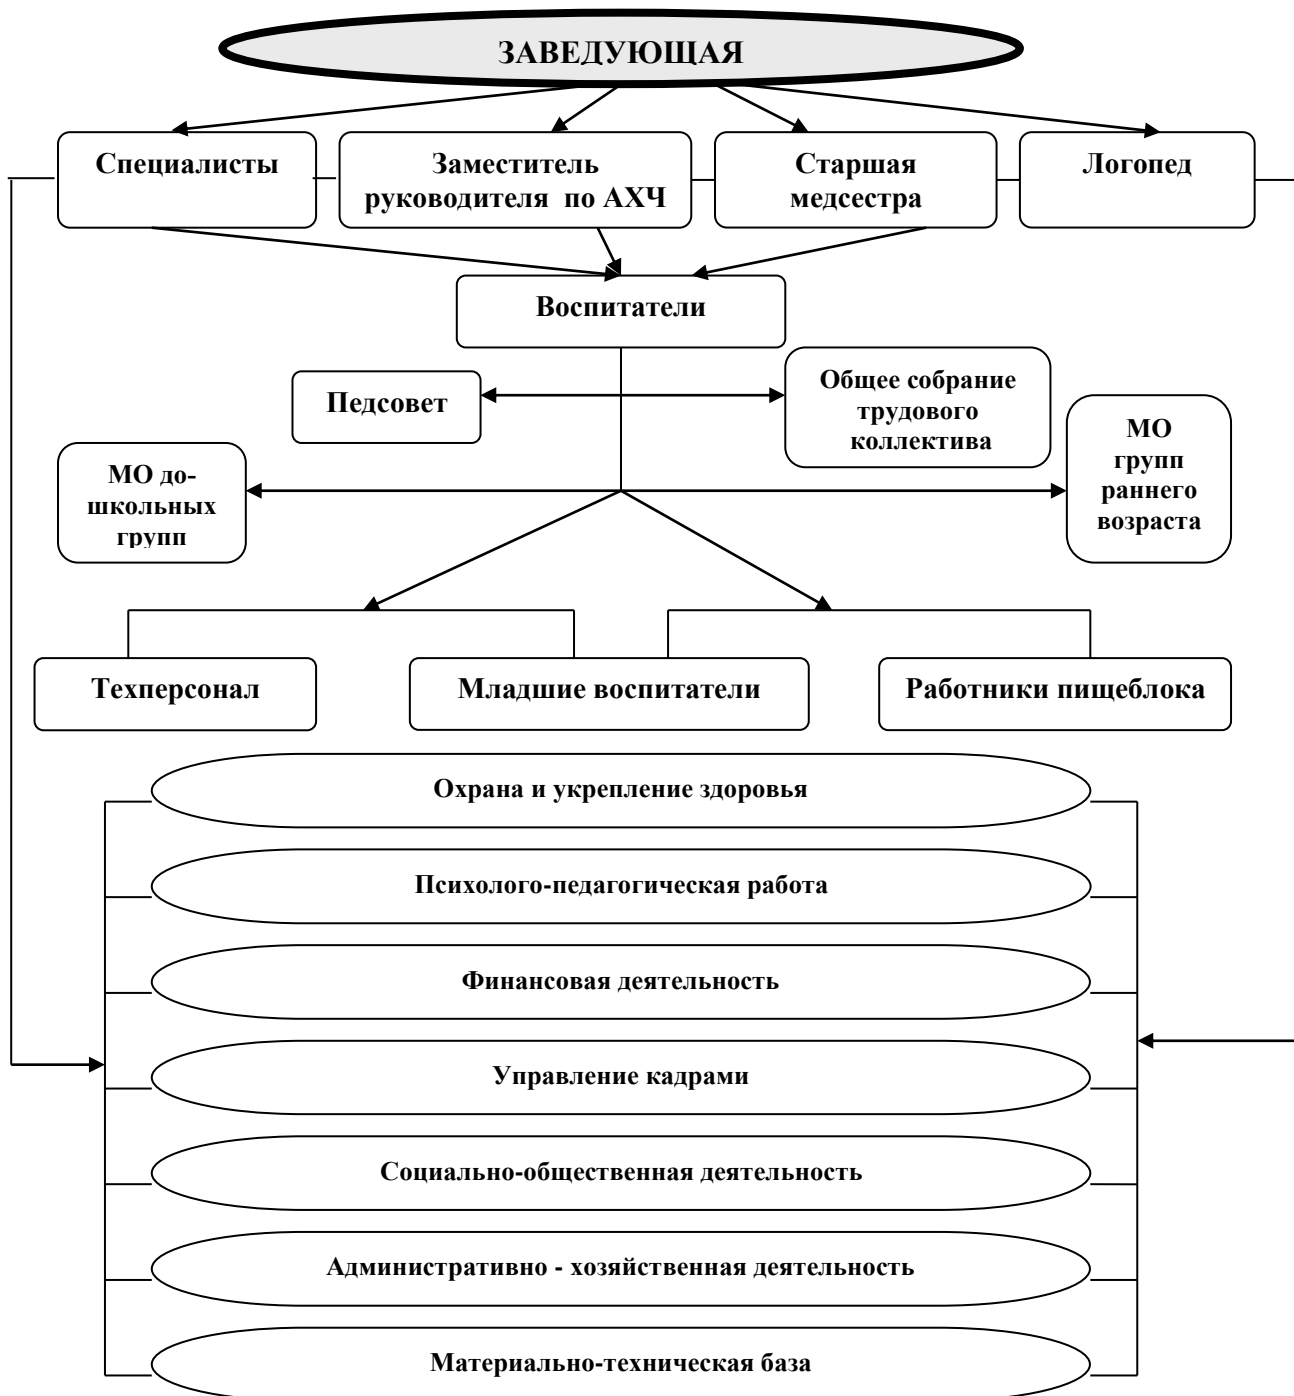 ЗАВЕДУЮЩАЯ
Специалисты
Заместитель
руководителя по АХЧ
Старшая
медсестра
Логопед
Воспитатели
Педсовет
Общее собрание
трудового
коллектива
МО
групп
раннего
возраста
МО до-
школьных
групп
Техперсонал
Младшие воспитатели
Работники пищеблока
Охрана и укрепление здоровья
Психолого-педагогическая работа
Финансовая деятельность
Управление кадрами
Социально-общественная деятельность
Административно - хозяйственная деятельность
Материально-техническая база